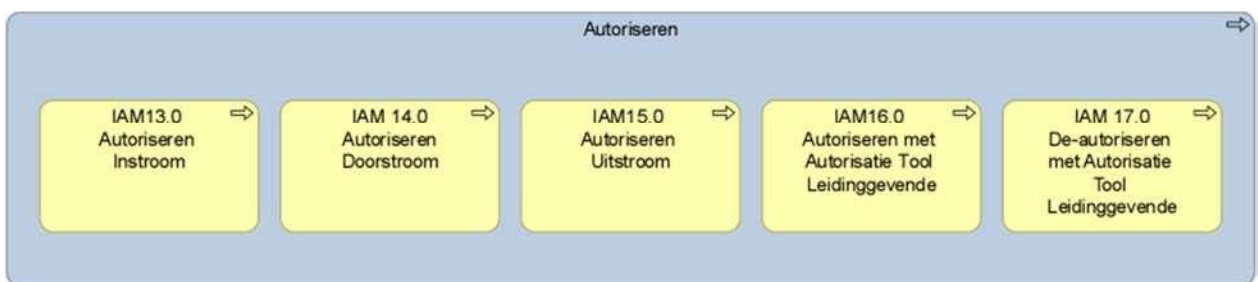 Autoriseren
IAM13.0
Autoriseren
Instroom
IAM 14.0
Autoriseren
Doorstroom
IAM15.0
Autoriseren
Uitstroom
IAM16.0
Autoriseren met
Autorisatie Tool
Leidinggevende
IAM 17.0
De-autoriseren
met Autorisatie
Tool
Leidinggevende